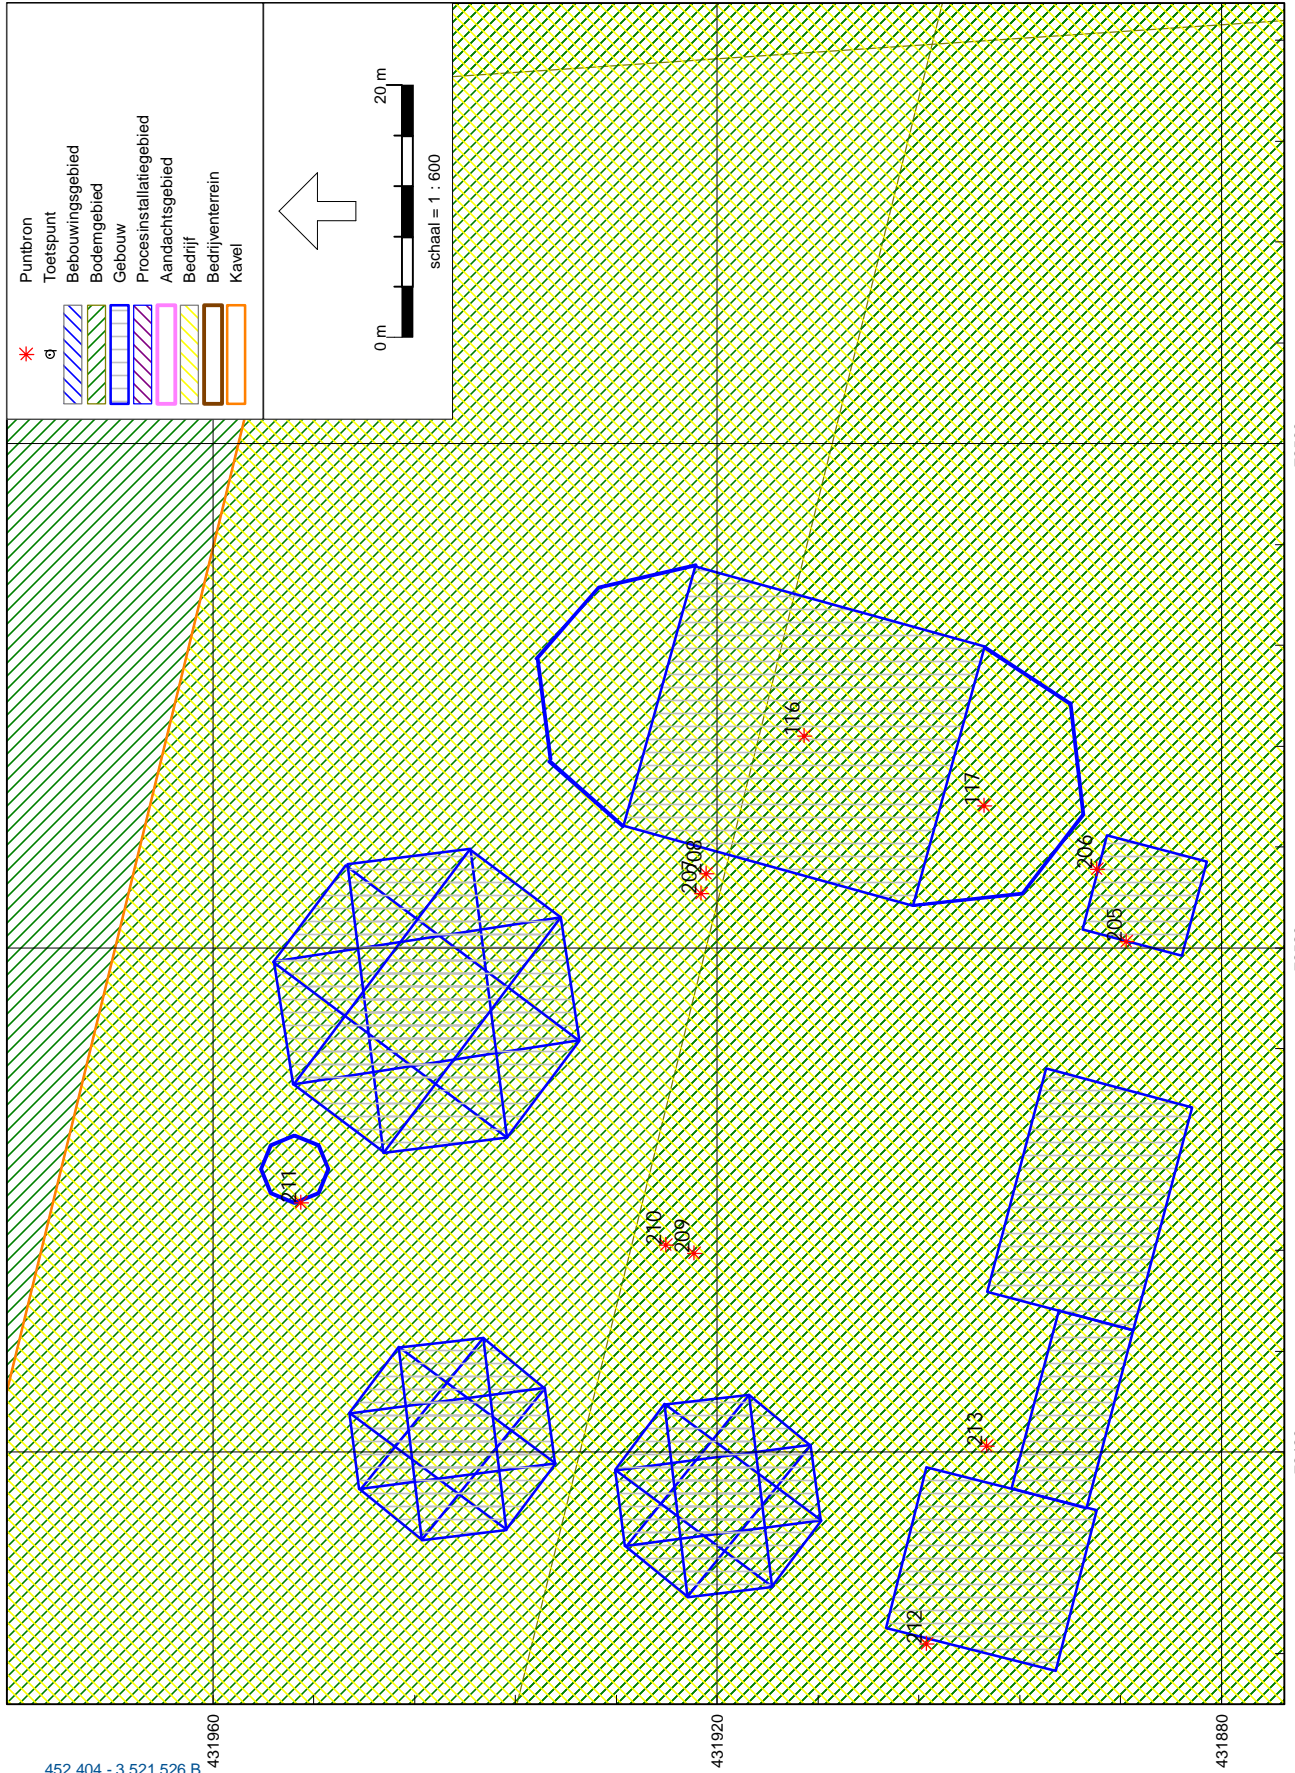 Puntbron
Toetspunt
Bebouwingsgebied
Bodemgebied
Gebouw
Procesinstallatiegebied
Aandachtsgebied
Bedrijf
Bedrijventerrein
Kavel
0 m
20 m
schaal = 1 : 600
116
117
206
205
207
208
211
210
209
213
212
431960
431920
431880
452.404 - 3.521.526 B